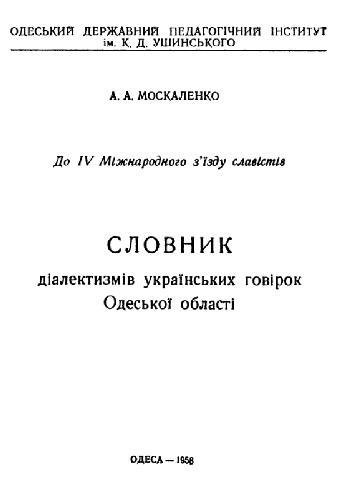 ОДЕСЬКИЙ ДЕРЖАВНИЙ ПЕДАГОГІЧНИЙ ІНСТИТУТ
ім. К. Д. УШИНСЬКОГО
А. А. МОСКАЛЕНКО
До IV Міжнародного з'їзду славістів
СЛОВНИК
діалектизмів українських говірок
Одеської області
ОДЕСА — 1958